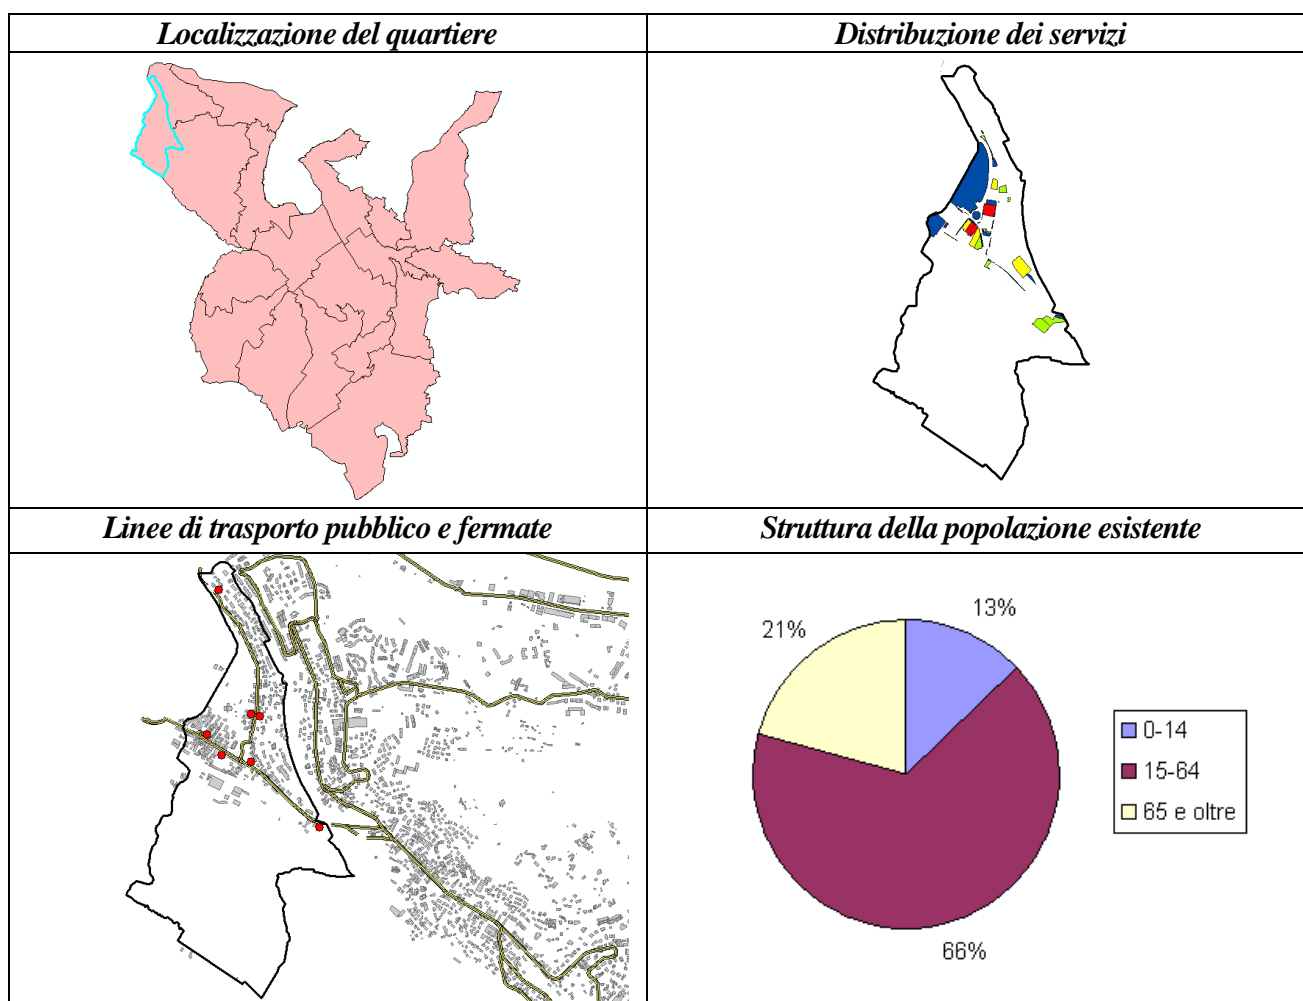 Localizzazione del quartiere
Distribuzione dei servizi
Linee di trasporto pubblico e fermate
Struttura della popolazione esistente
13%
21%
66%
0-14
15-64
65 e oltre